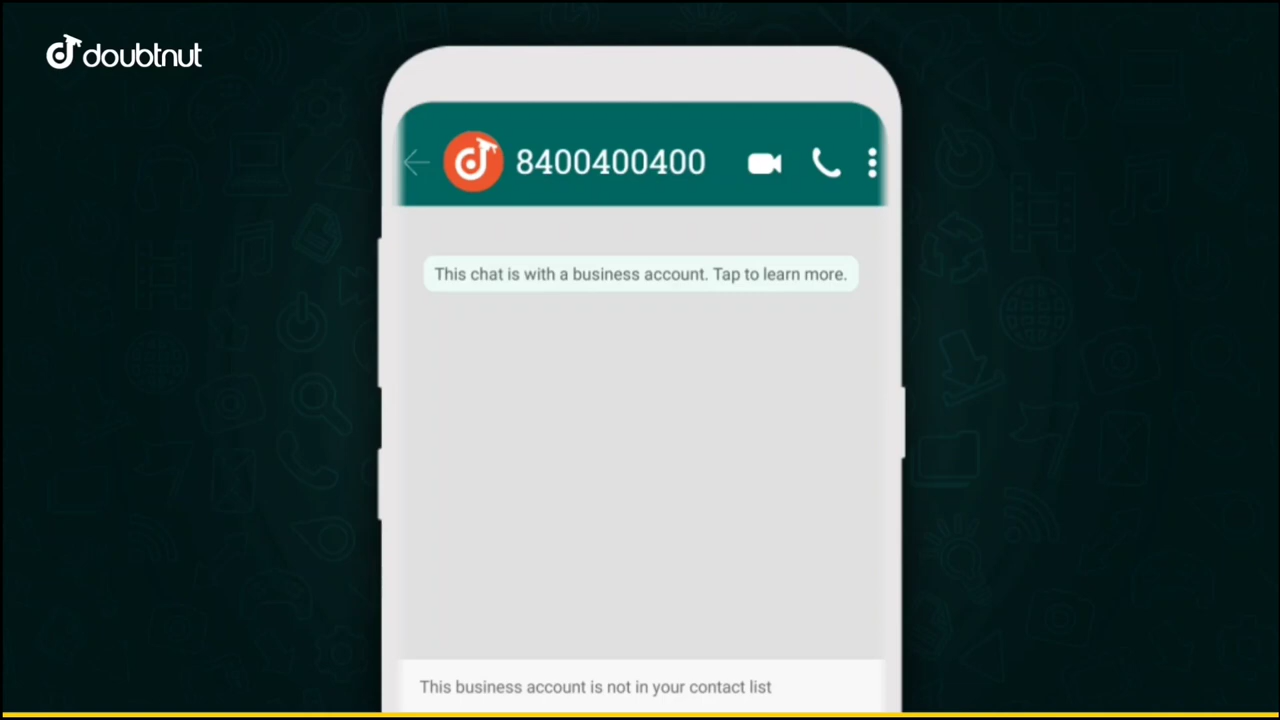 doubtnut
8400400400
This chat is with a business account. Tap to learn more.
This business account is not in your contact list